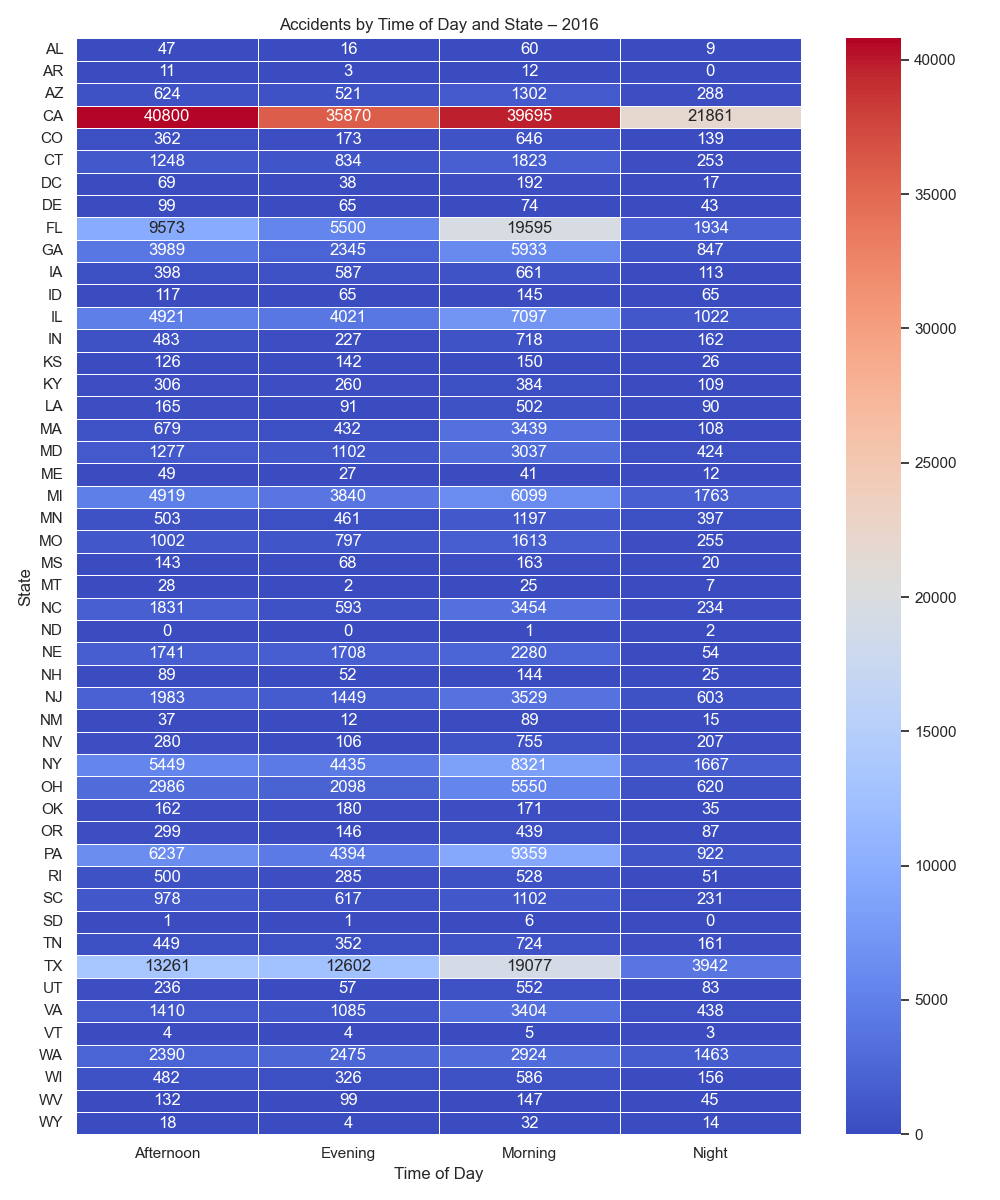 Accidents by Time of Day and State – 2016
AL 47 16 60 9
AR 11 3 12 0
AZ 624 521 1302 288
CA 40800 35870 39695 21861
CO 362 173 646 139
CT 1248 834 1823 253
DC 69 38 192 17
DE 99 65 74 43
FL 9573 5500 19595 1934
GA 3989 2345 5933 847
IA 398 587 661 113
ID 117 65 145 65
IL 4921 4021 7097 1022
IN 483 227 718 162
KS 126 142 150 26
KY 306 260 384 109
LA 165 91 502 90
MA 679 432 3439 108
MD 1277 1102 3037 424
ME 49 27 41 12
MI 4919 3840 6099 1763
MN 503 461 1197 397
MO 1002 797 1613 255
MS 143 68 163 20
MT 28 2 25 7
NC 1831 593 3454 234
ND 0 0 1 2
NE 1741 1708 2280 54
NH 89 52 144 25
NJ 1983 1449 3529 603
NM 37 12 89 15
NV 280 106 755 207
NY 5449 4435 8321 1667
OH 2986 2098 5550 620
OK 162 180 171 35
OR 299 146 439 87
PA 6237 4394 9359 922
RI 500 285 528 51
SC 978 617 1102 231
SD 1 1 6 0
TN 449 352 724 161
TX 13261 12602 19077 3942
UT 236 57 552 83
VA 1410 1085 3404 438
VT 4 4 5 3
WA 2390 2475 2924 1463
WI 482 326 586 156
WV 132 99 147 45
WY 18 4 32 14
Afternoon Evening Morning Night
Time of Day
State
40000
35000
30000
25000
20000
15000
10000
5000
0